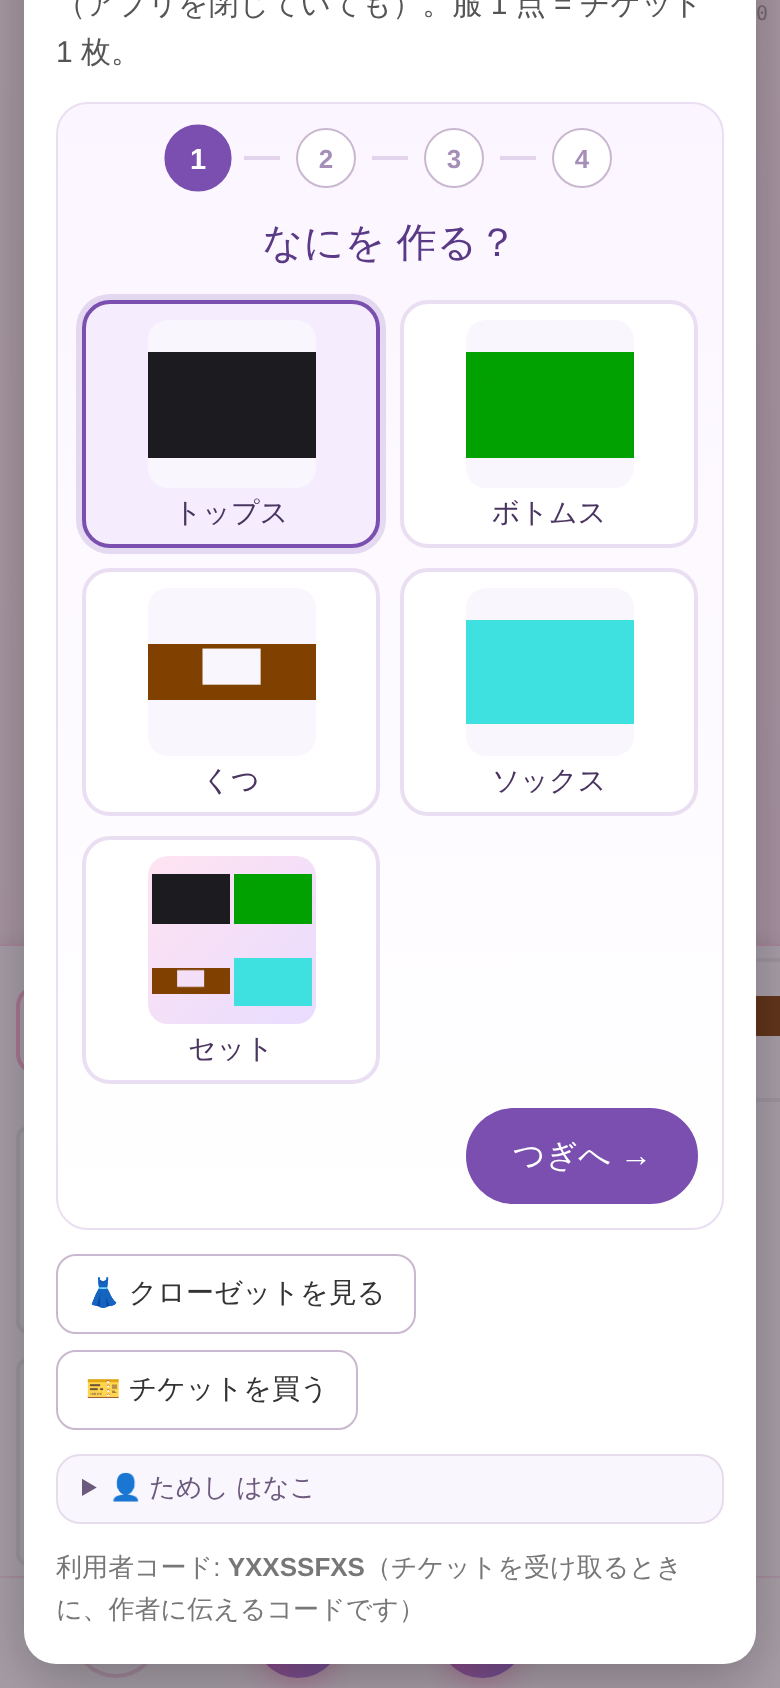 （アプリを閉じていても）。服 1 点 = チケット
1 枚。
1 2 3 4
なにを 作る？
トップス ボトムス
くつ ソックス
セット
つぎへ →
クローゼットを見る
チケットを買う
ためし はなこ
利用者コード: YXXSSFXS（チケットを受け取るとき
に、作者に伝えるコードです）